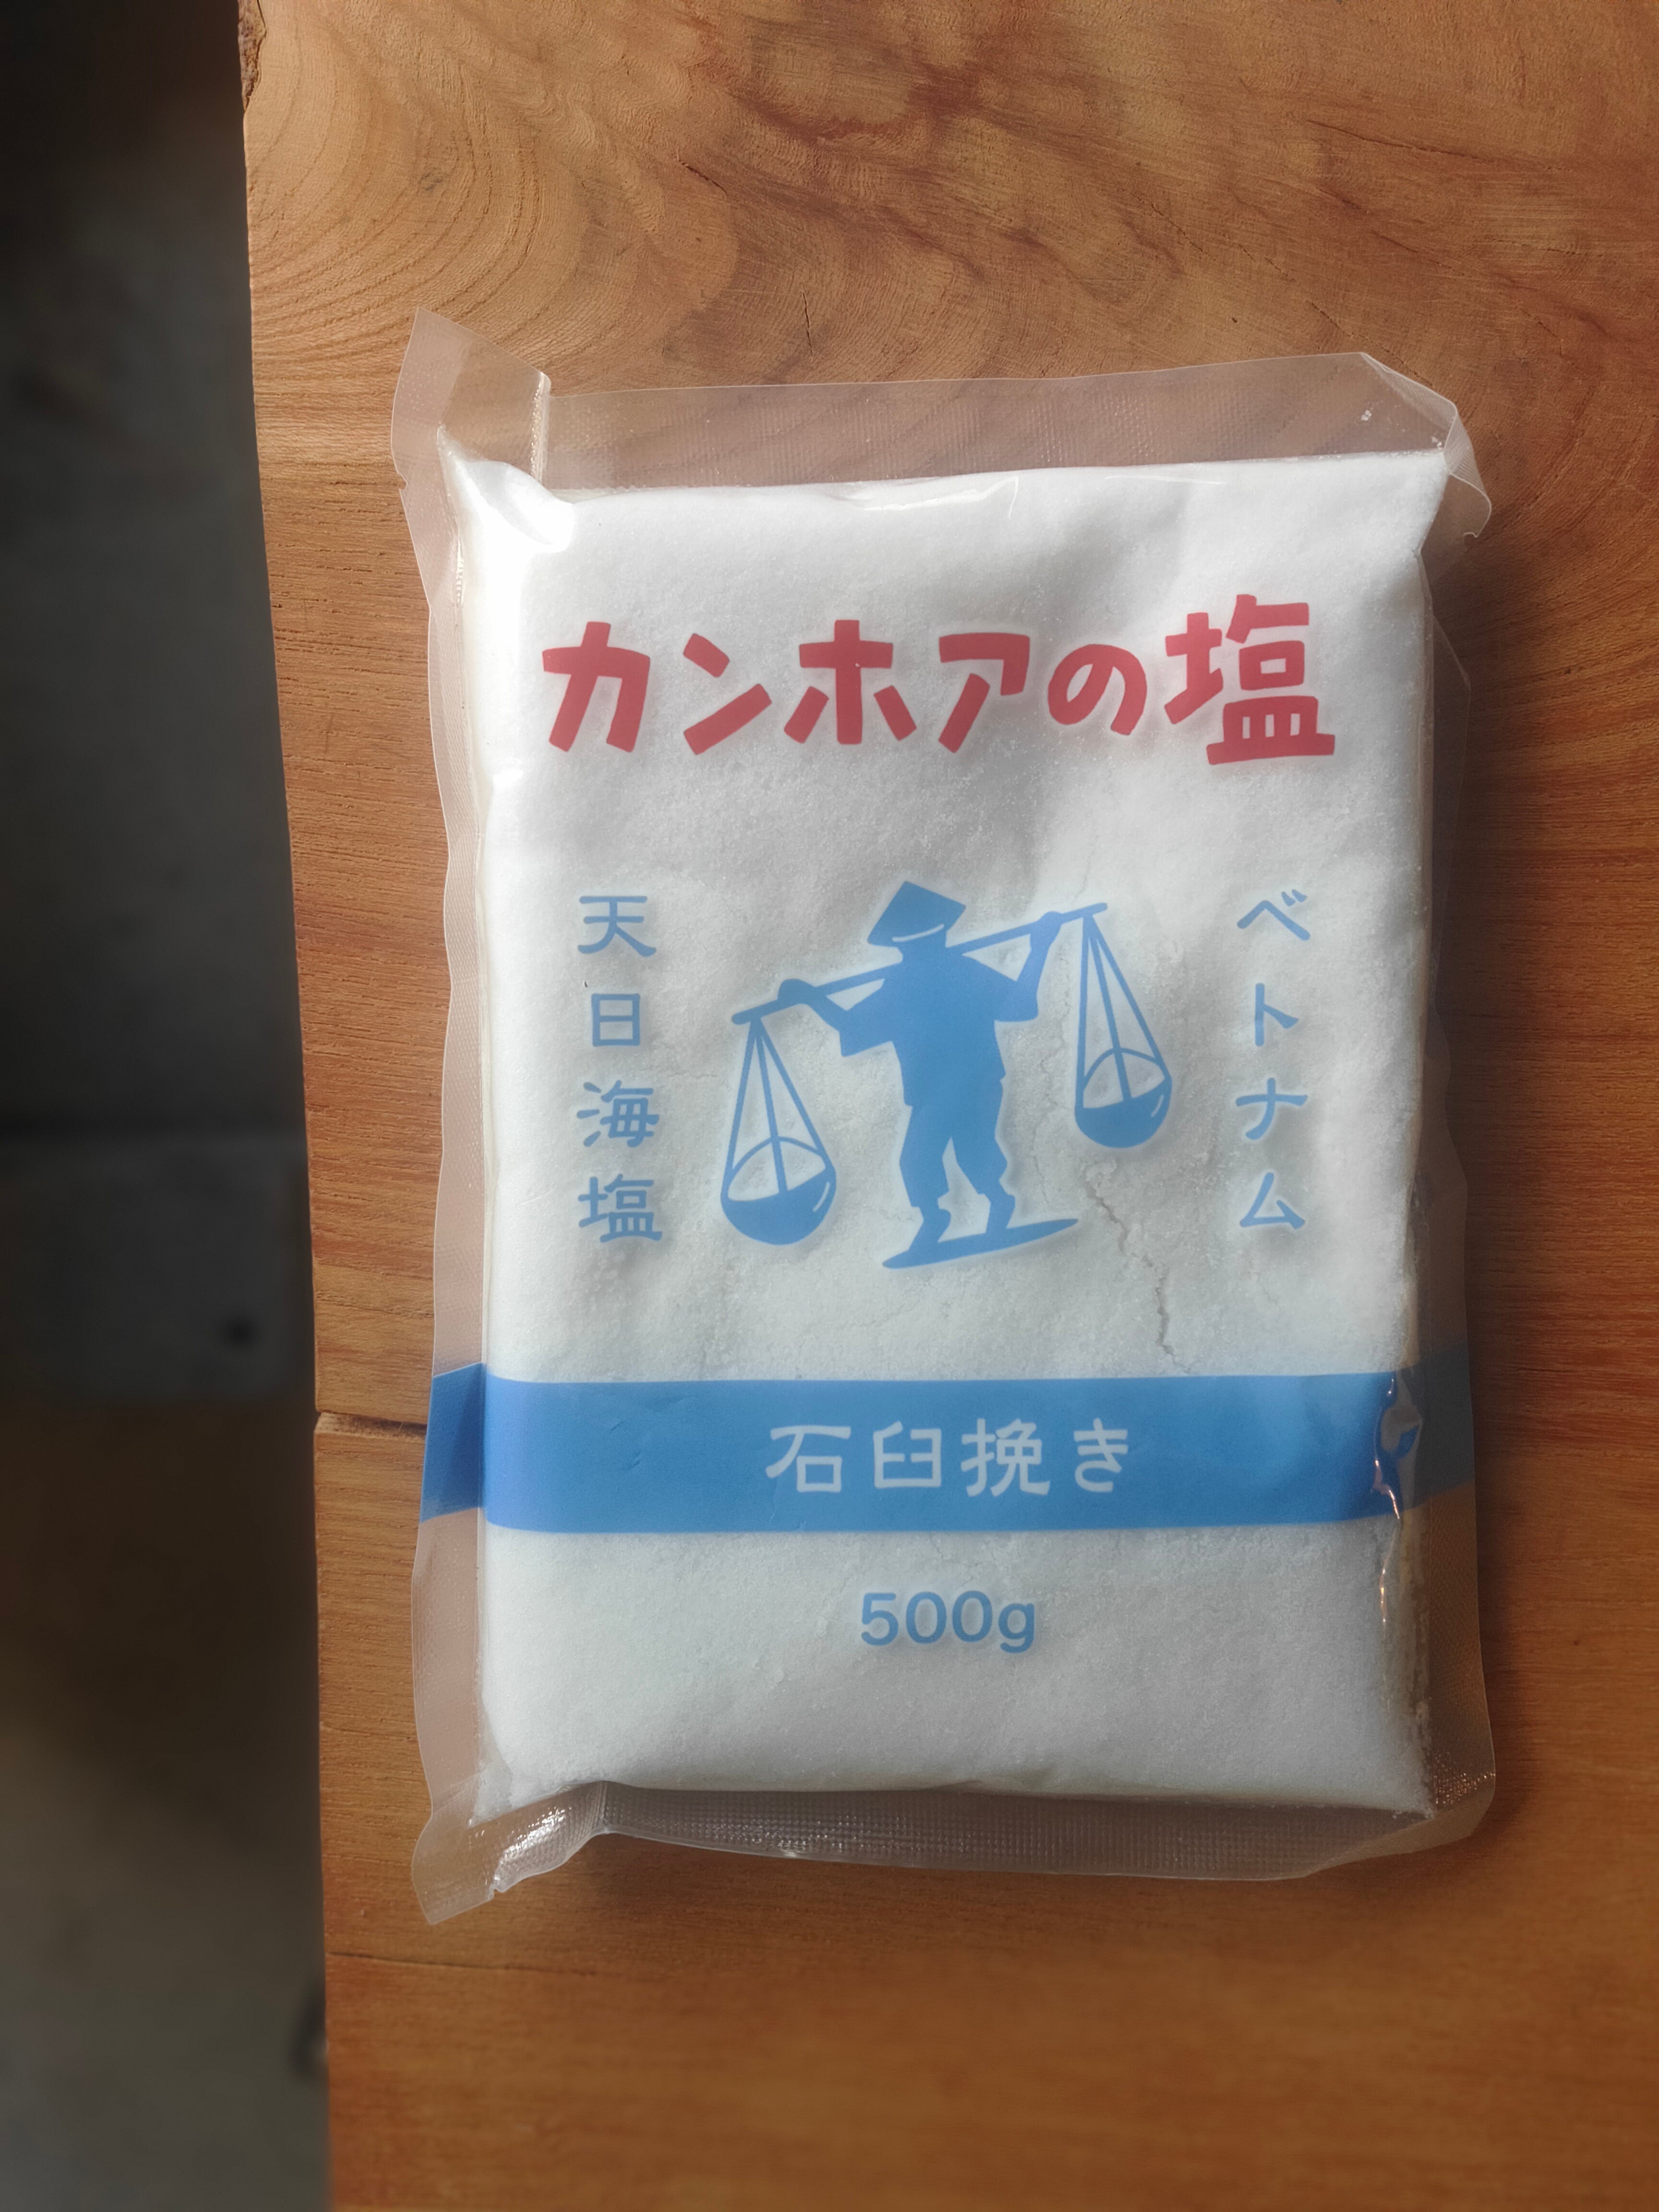 カンホアの塩
ベトナム
天日海塩
石臼挽き
500g